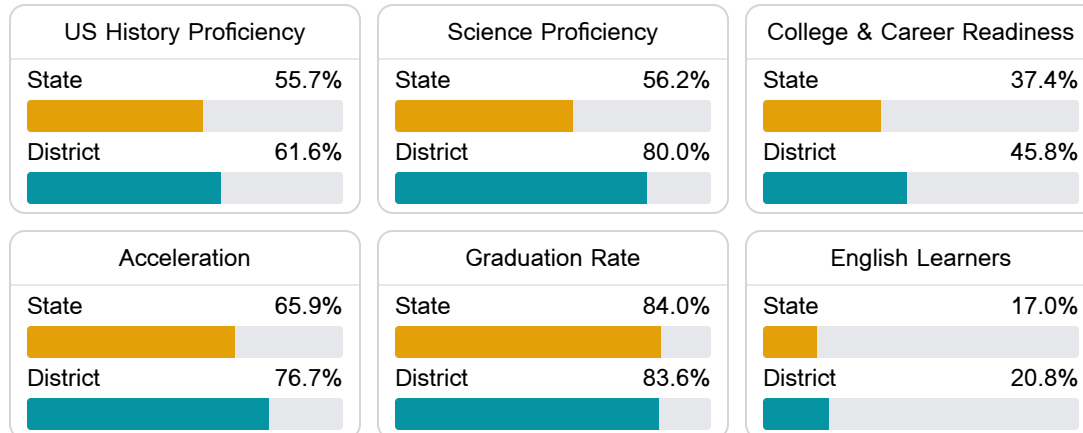 US History Proficiency
State 55.7%
District 61.6%
Science Proficiency
State 56.2%
District 80.0%
College & Career Readiness
State 37.4%
District 45.8%
Acceleration
State 65.9%
District 76.7%
Graduation Rate
State 84.0%
District 83.6%
English Learners
State 17.0%
District 20.8%